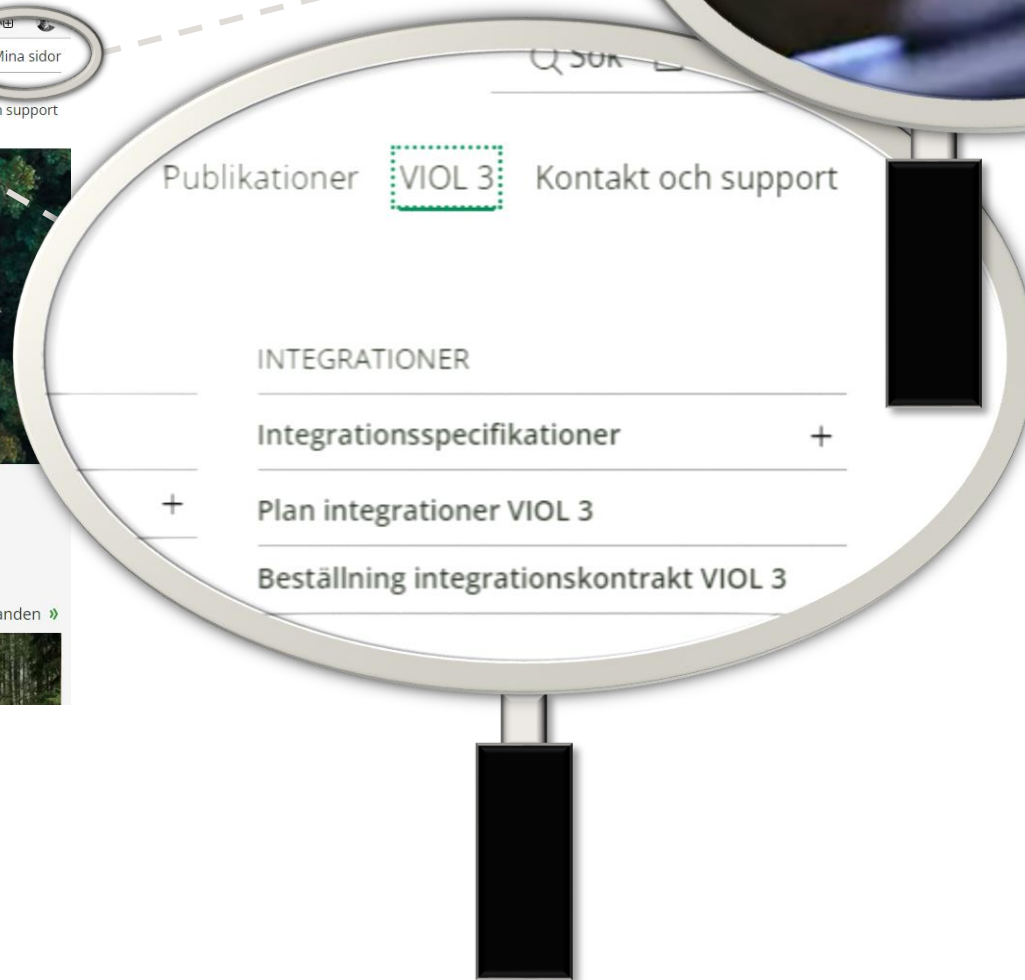 Mina sidor
support
SÖK
Publikationer VIOL 3 Kontakt och support
INTEGRATIONER
Integrationsspecifikationer +
+
Plan integrationer VIOL 3
Beställning integrationskontrakt VIOL 3
»